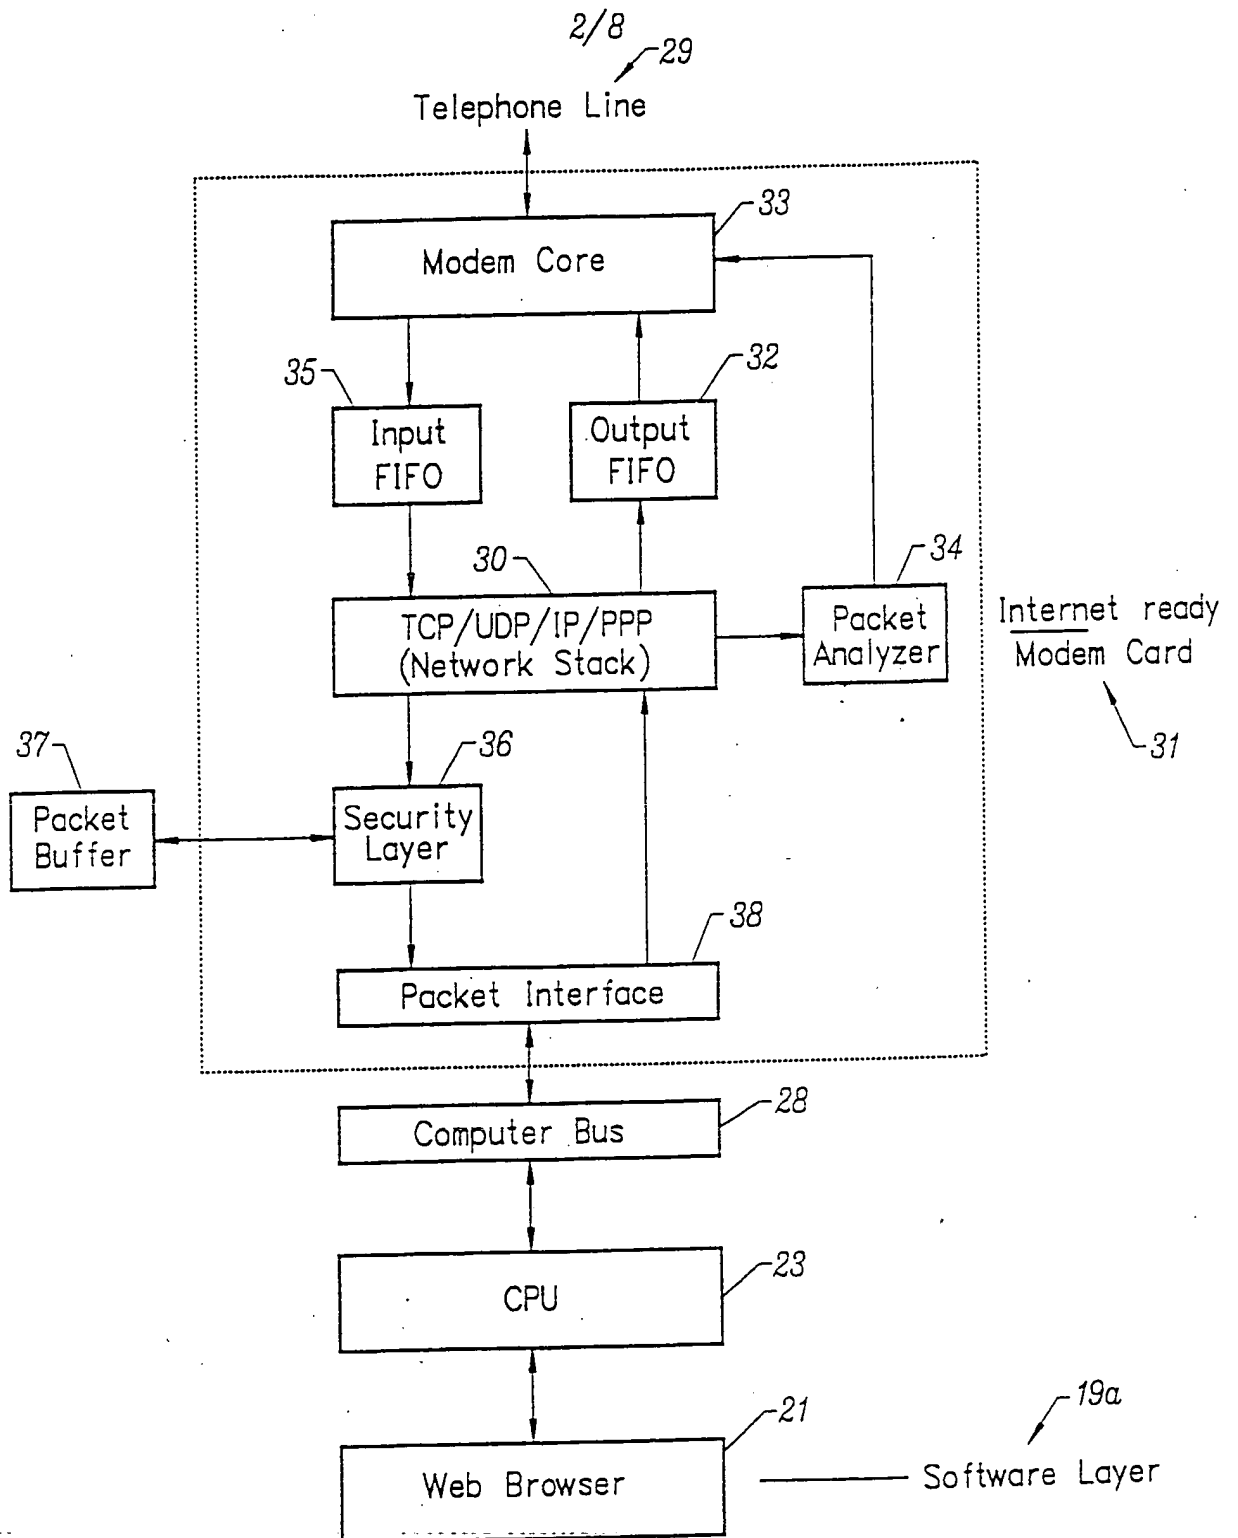 2/8
29
Telephone Line
33
Modem Core
35
32
Input
FIFO
Output
FIFO
30
34
TCP/UDP/IP/PPP
(Network Stack)
Packet
Analyzer
Internet ready
Modem Card
31
37
36
Packet
Buffer
Security
Layer
38
Packet Interface
28
Computer Bus
23
CPU
21
19a
Web Browser
Software Layer